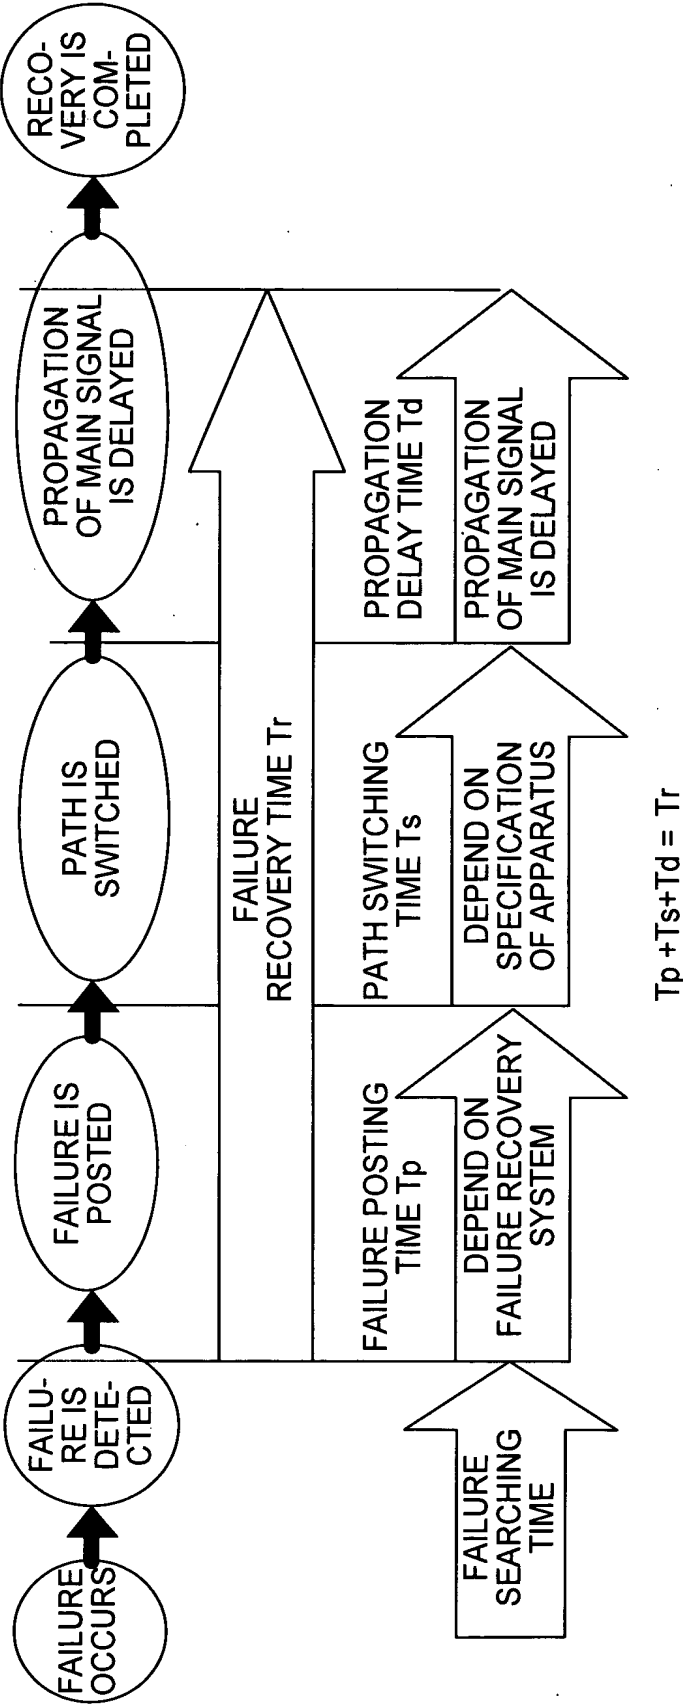 FAILURE
OCCURS
FAILU-
RE IS
DETE-
CTED
FAILURE IS
POSTED
PATH IS
SWITCHED
PROPAGATION
OF MAIN SIGNAL
IS DELAYED
RECO-
VERY IS
COM-
PLETED
FAILURE
RECOVERY TIME Tr
FAILURE POSTING
TIME Tp
PATH SWITCHING
TIME Ts
PROPAGATION
DELAY TIME Td
FAILURE
SEARCHING
TIME
DEPEND ON
FAILURE RECOVERY
SYSTEM
DEPEND ON
SPECIFICATION
OF APPARATUS
PROPAGATION
OF MAIN SIGNAL
IS DELAYED
Tp +Ts+Td = Tr